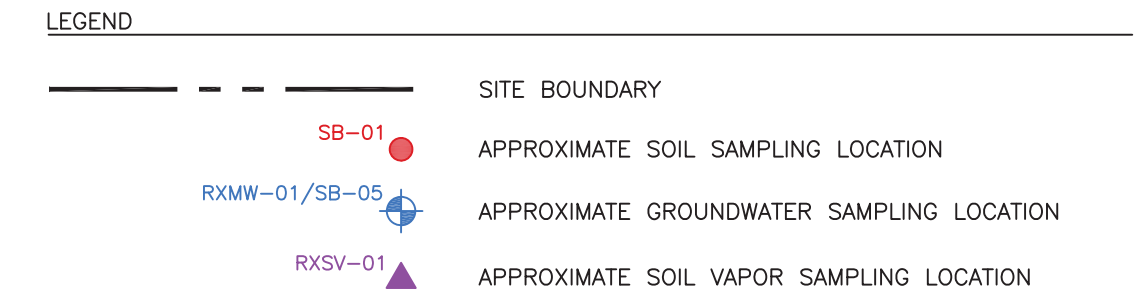 LEGEND
SITE BOUNDARY
SB-01
APPROXIMATE SOIL SAMPLING LOCATION
RXMW-01/SB-05
APPROXIMATE GROUNDWATER SAMPLING LOCATION
RXSV-01
APPROXIMATE SOIL VAPOR SAMPLING LOCATION